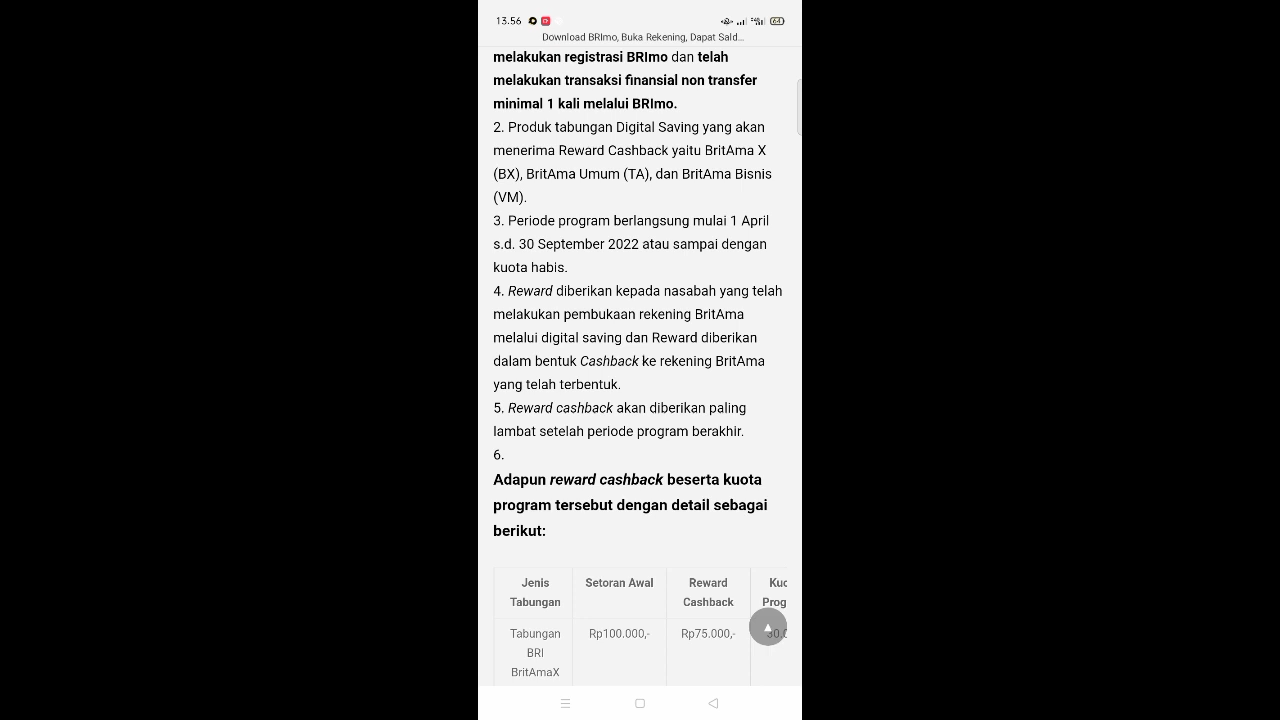 13.56
64
Download BRImo, Buka Rekening, Dapat Sald...
melakukan registrasi BRImo dan telah
melakukan transaksi finansial non transfer
minimal 1 kali melalui BRImo.
2. Produk tabungan Digital Saving yang akan
menerima Reward Cashback yaitu BritAma X
(BX), BritAma Umum (TA), dan BritAma Bisnis
(VM).
3. Periode program berlangsung mulai 1 April
s.d. 30 September 2022 atau sampai dengan
kuota habis.
4. Reward diberikan kepada nasabah yang telah
melakukan pembukaan rekening BritAma
melalui digital saving dan Reward diberikan
dalam bentuk Cashback ke rekening BritAma
yang telah terbentuk.
5. Reward cashback akan diberikan paling
lambat setelah periode program berakhir.
6.
Adapun reward cashback beserta kuota
program tersebut dengan detail sebagai
berikut:
Jenis Setoran Awal Reward
Tabungan Cashback Prog
Tabungan Rp100.000,- Rp75.000,-
BRI
BritAmaX